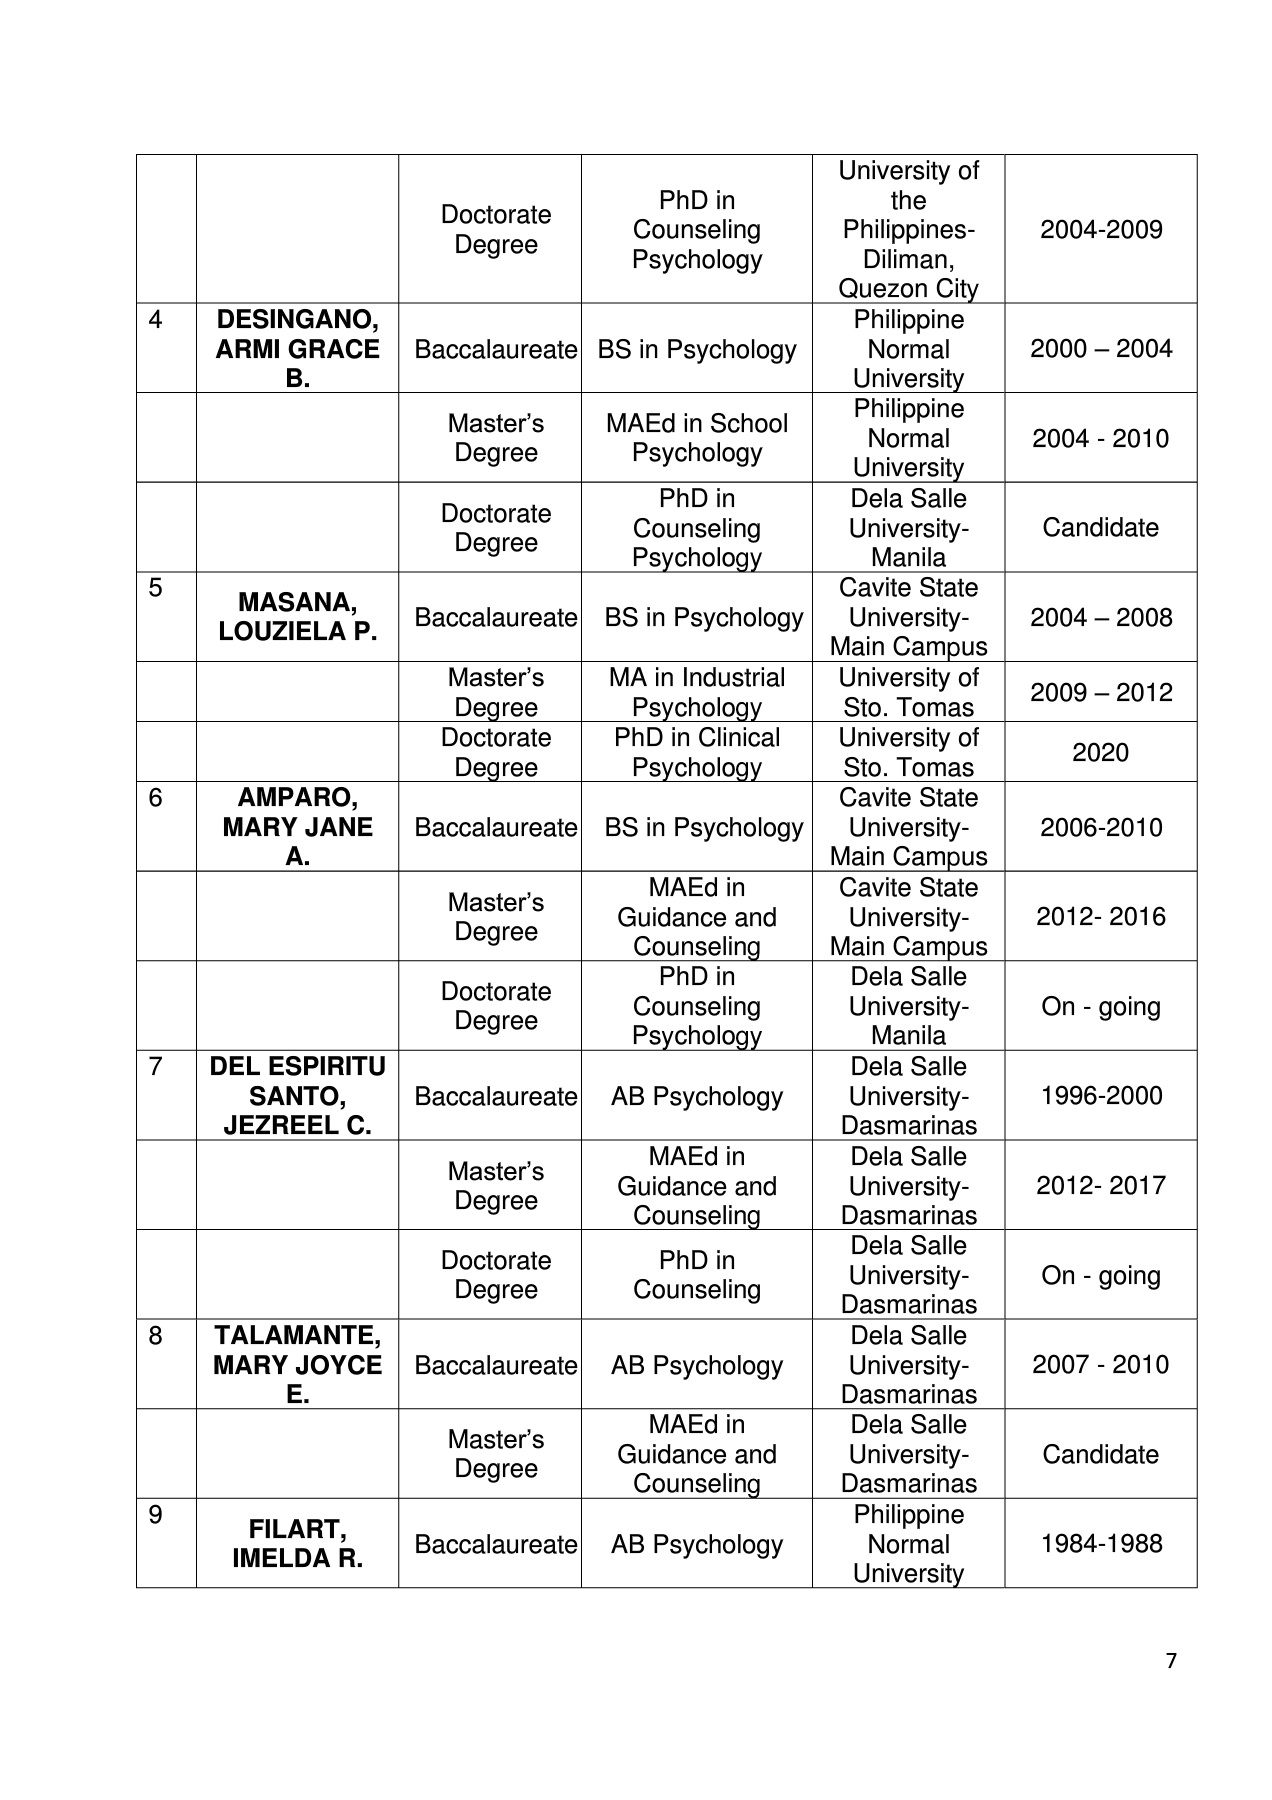 Doctorate
Degree
PhD in
Counseling
Psychology
University of
the
Philippines-
Diliman,
Quezon City
2004-2009
4
DESINGANO,
ARMI GRACE
B.
Baccalaureate
BS in Psychology
Philippine
Normal
University
2000 – 2004
Master’s
Degree
MAEd in School
Psychology
Philippine
Normal
University
2004 - 2010
Doctorate
Degree
PhD in
Counseling
Psychology
Dela Salle
University-
Manila
Candidate
5
MASANA,
LOUZIELA P.
Baccalaureate
BS in Psychology
Cavite State
University-
Main Campus
2004 – 2008
Master’s
Degree
MA in Industrial
Psychology
University of
Sto. Tomas
2009 – 2012
Doctorate
Degree
PhD in Clinical
Psychology
University of
Sto. Tomas
2020
6
AMPARO,
MARY JANE
A.
Baccalaureate
BS in Psychology
Cavite State
University-
Main Campus
2006-2010
Master’s
Degree
MAEd in
Guidance and
Counseling
Cavite State
University-
Main Campus
2012- 2016
Doctorate
Degree
PhD in
Counseling
Psychology
Dela Salle
University-
Manila
On - going
7
DEL ESPIRITU
SANTO,
JEZREEL C.
Baccalaureate
AB Psychology
Dela Salle
University-
Dasmarinas
1996-2000
Master’s
Degree
MAEd in
Guidance and
Counseling
Dela Salle
University-
Dasmarinas
2012- 2017
Doctorate
Degree
PhD in
Counseling
Dela Salle
University-
Dasmarinas
On - going
8
TALAMANTE,
MARY JOYCE
E.
Baccalaureate
AB Psychology
Dela Salle
University-
Dasmarinas
2007 - 2010
Master’s
Degree
MAEd in
Guidance and
Counseling
Dela Salle
University-
Dasmarinas
Candidate
9
FILART,
IMELDA R.
Baccalaureate
AB Psychology
Philippine
Normal
University
1984-1988
7